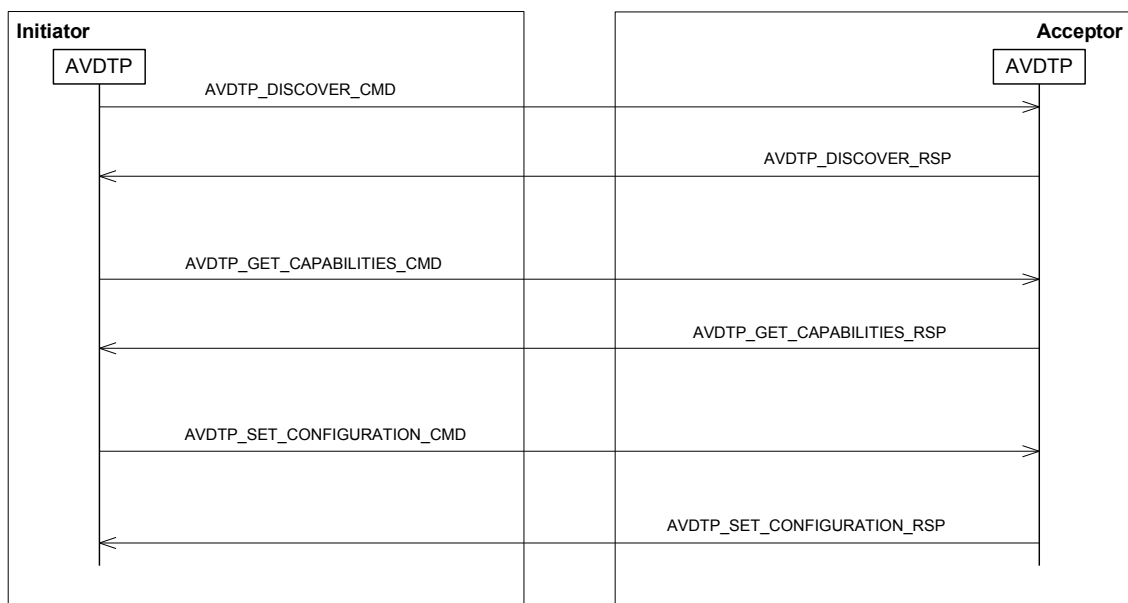 Initiator
Acceptor
AVDTP
AVDTP
AVDTP_DISCOVER_CMD
AVDTP_DISCOVER_RSP
AVDTP_GET_CAPABILITIES_CMD
AVDTP_GET_CAPABILITIES_RSP
AVDTP_SET_CONFIGURATION_CMD
AVDTP_SET_CONFIGURATION_RSP